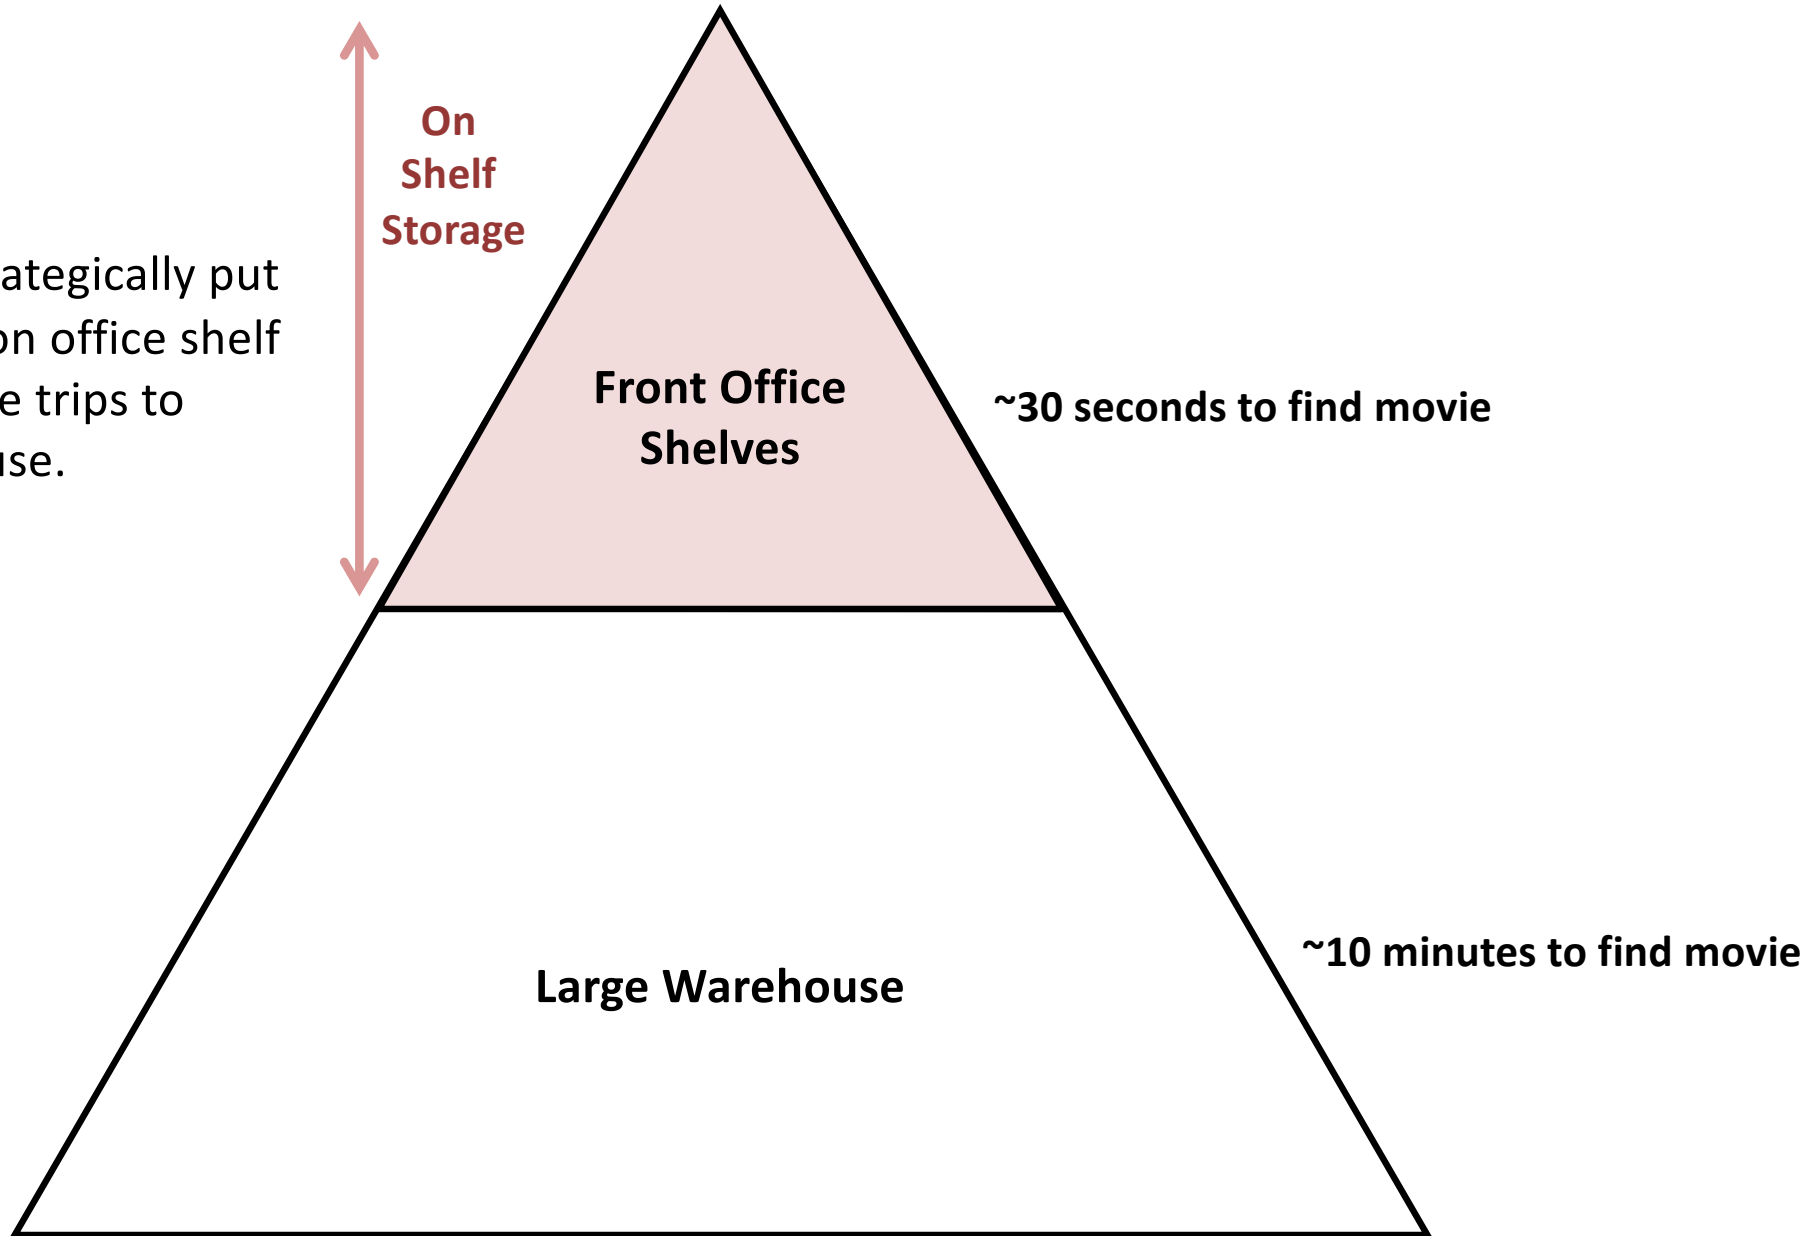 On
Shelf
Storage
ategically put
on office shelf
e trips to
use.
Front Office
Shelves
~30 seconds to find movie
Large Warehouse
~10 minutes to find movie